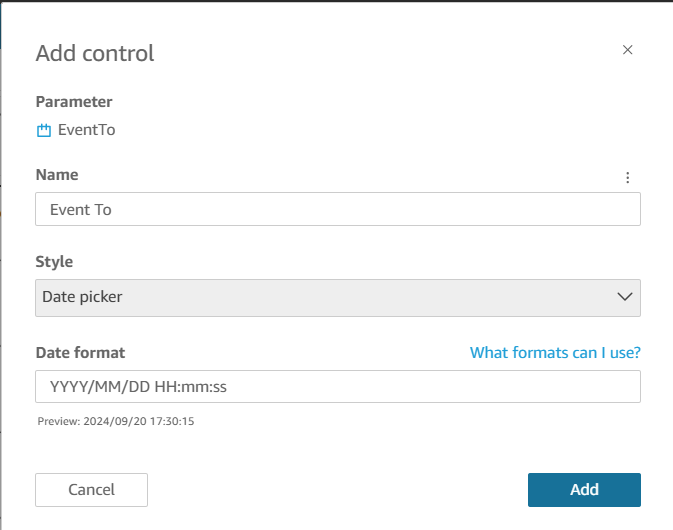 Add control
Parameter
EventTo
Name
Event To
Style
Date picker
Date format What formats can I use?
YYYY/MM/DD HH:mm:ss
Preview: 2024/09/20 17:30:15
Cancel Add